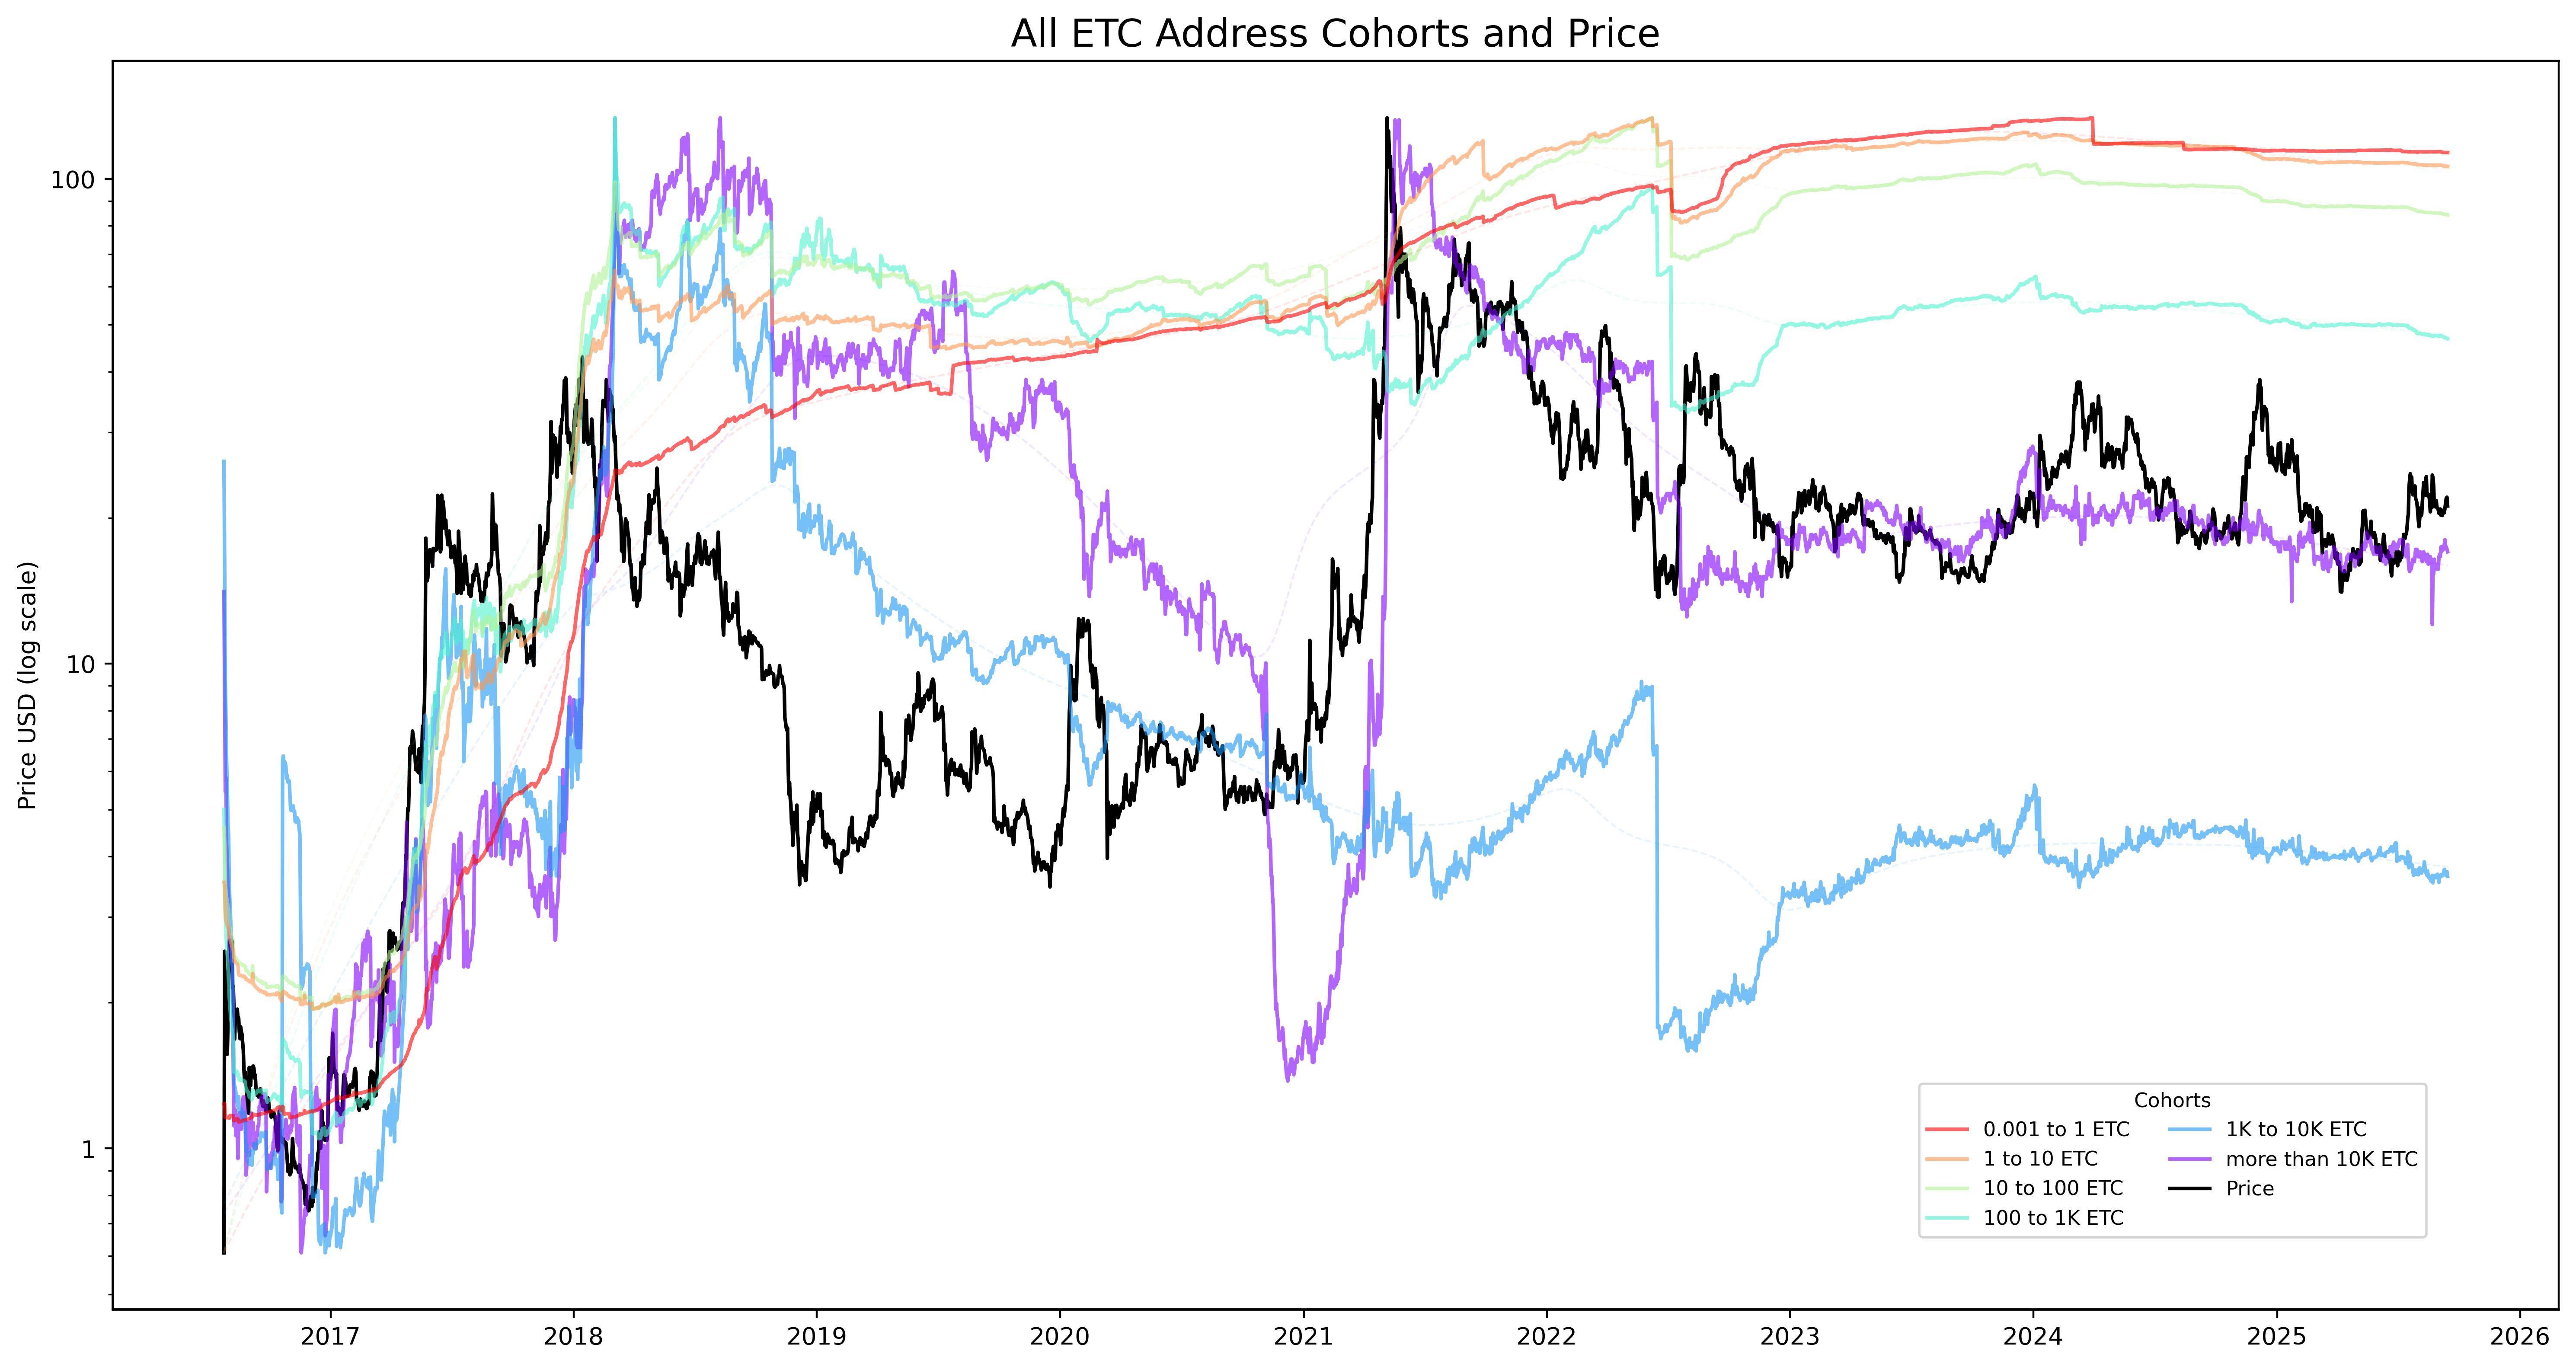 All ETC Address Cohorts and Price
Price USD (log scale)
100
10
1
2017 2018 2019 2020 2021 2022 2023 2024 2025 2026
Cohorts
0.001 to 1 ETC
1 to 10 ETC
10 to 100 ETC
100 to 1K ETC
1K to 10K ETC
more than 10K ETC
Price